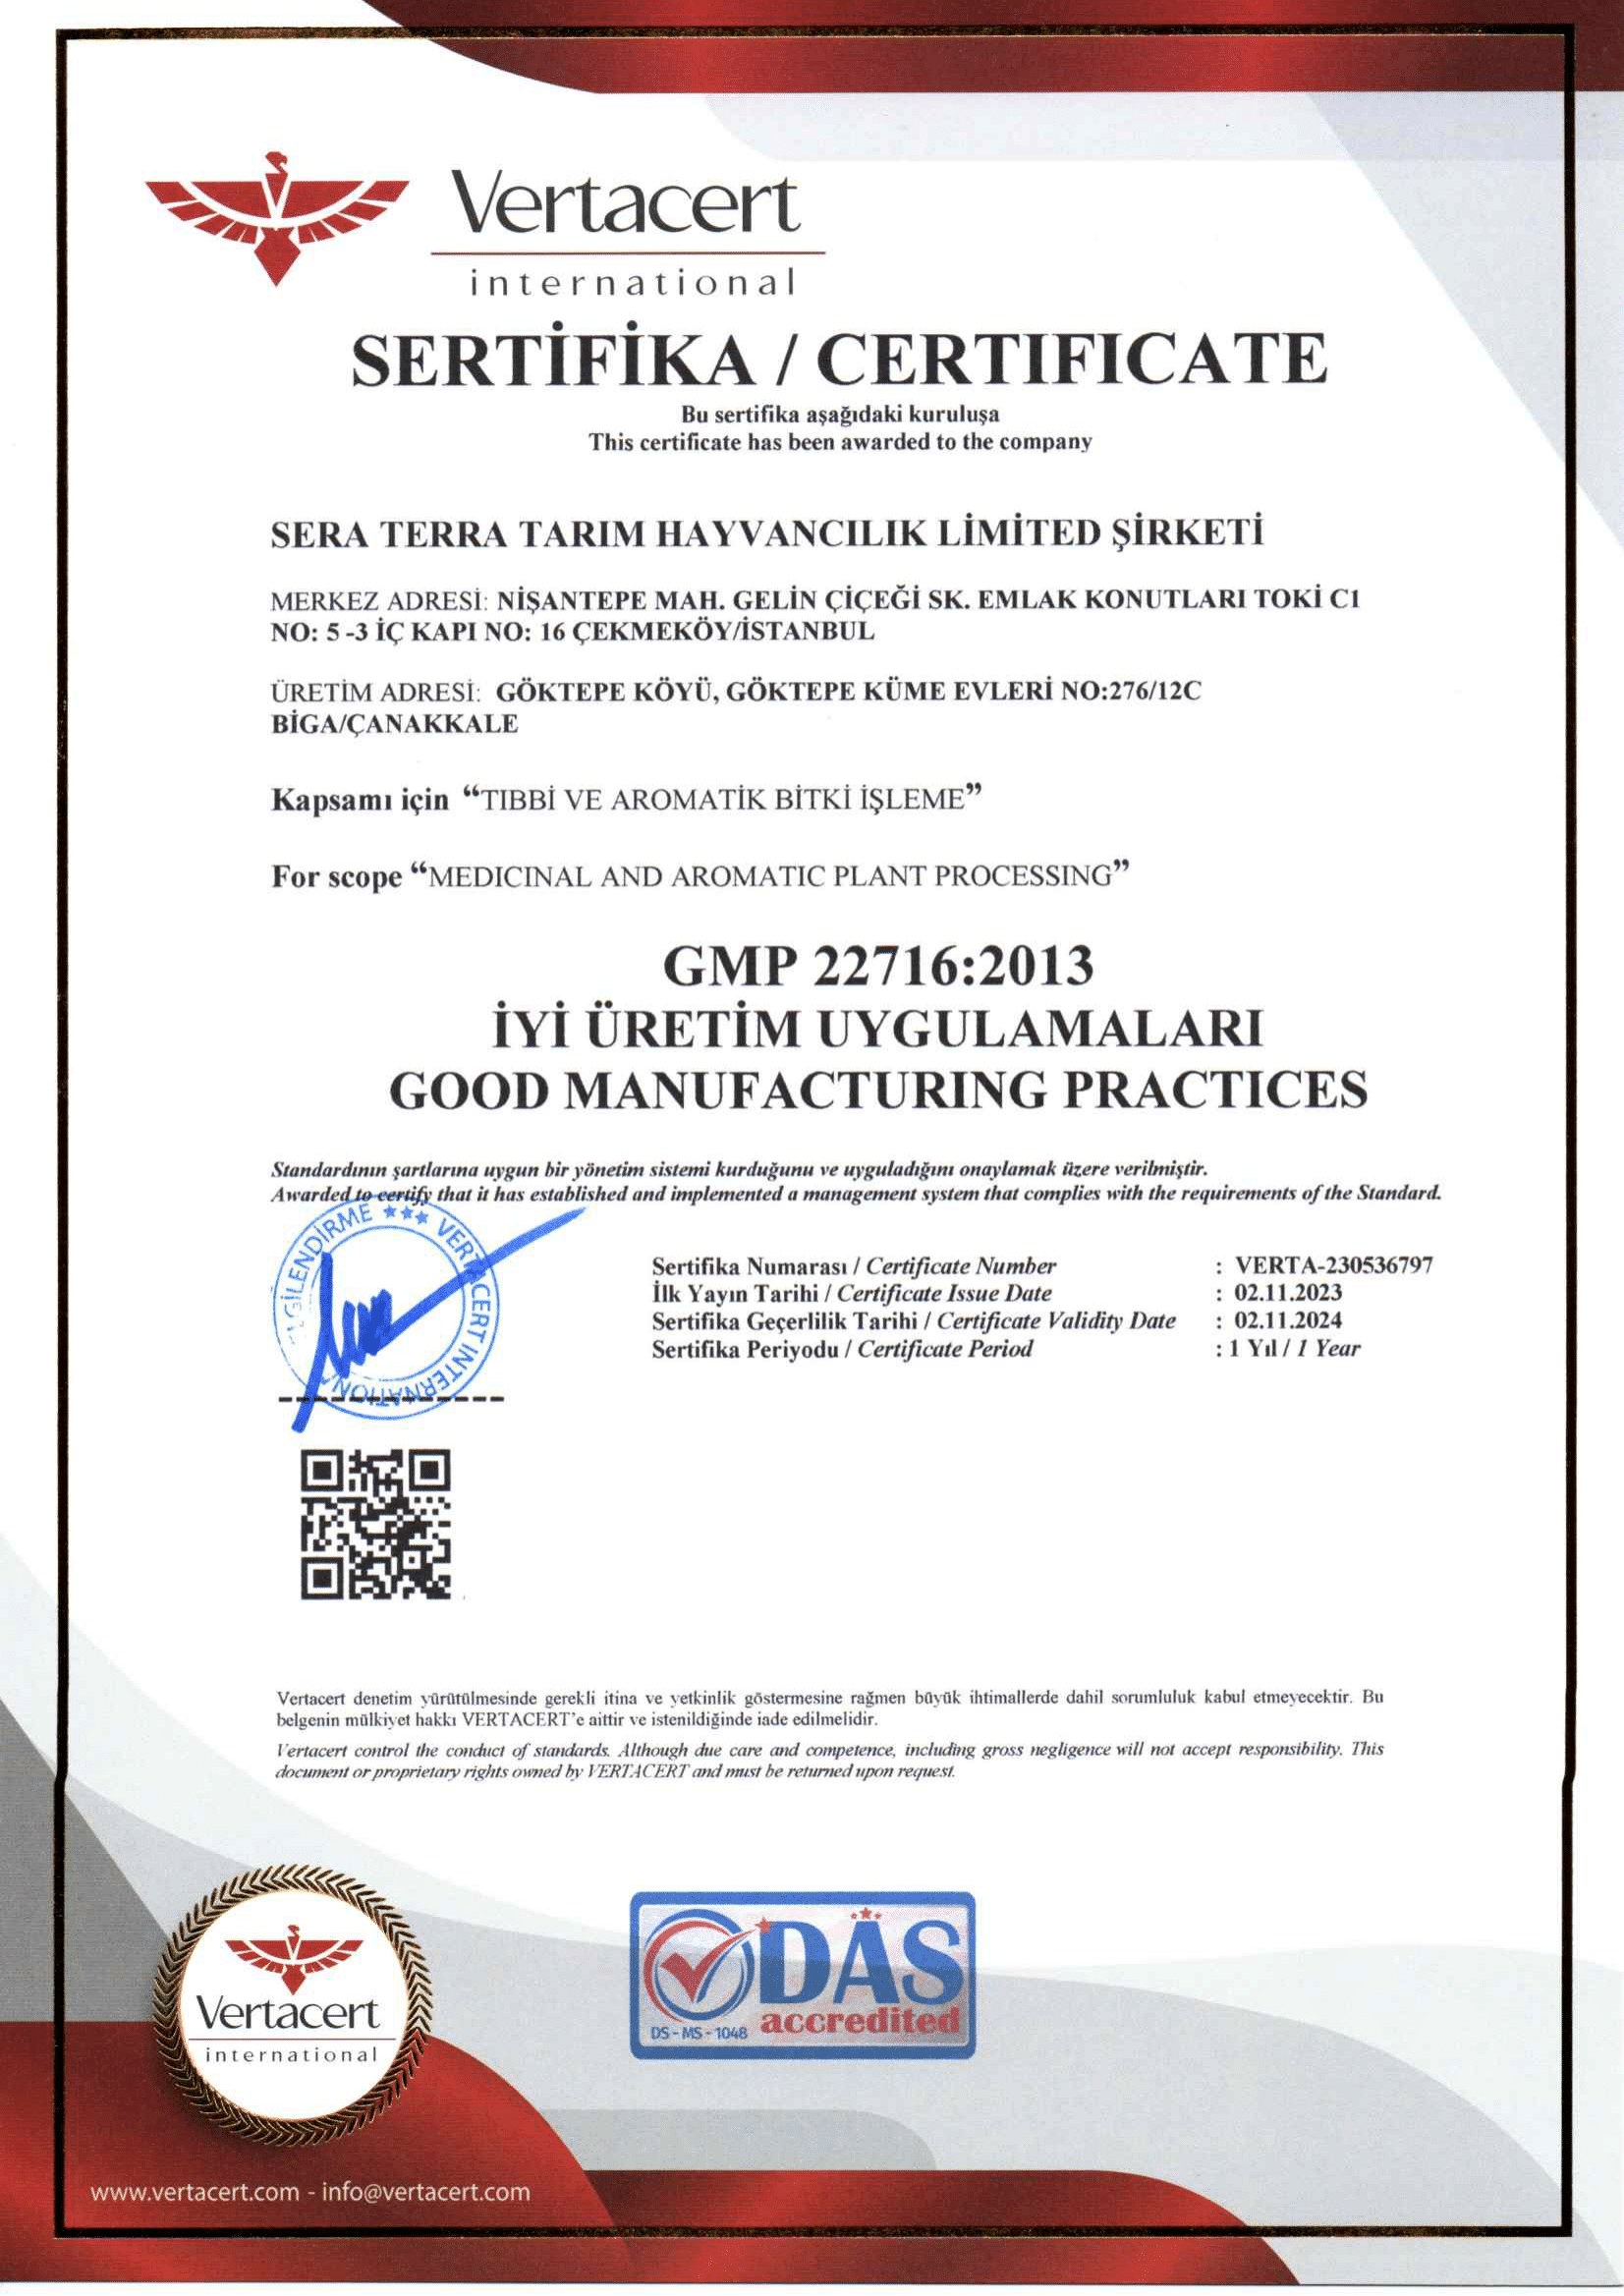 Vertacert
international
SERTİFİKA / CERTIFICATE
Bu sertifika aşağıdaki kuruluşa
This certificate has been awarded to the company
SERA TERRA TARIM HAYVANCILIK LİMİTED ŞİRKETİ
MERKEZ ADRESİ: NİŞANTEPE MAH. GELİN ÇİÇEĞİ SK. EMLAK KONUTLARI TOKİ C1
NO: 5 -3 İÇ KAPI NO: 16 ÇEKMEKÖY/İSTANBUL
ÜRETİM ADRESİ: GÖKTEPE KÖYÜ, GÖKTEPE KÜME EVLERİ NO:276/12C
BİGA/ÇANAKKALE
Kapsamı için “TIBBİ VE AROMATİK BİTKİ İŞLEME”
For scope “MEDICINAL AND AROMATIC PLANT PROCESSING”
GMP 22716:2013
İYİ ÜRETİM UYGULAMALARI
GOOD MANUFACTURING PRACTICES
Standardının şartlarına uygun bir yönetim sistemi kurduğunu ve uyguladığını onaylamak üzere verilmiştir.
Awarded to certify that it has established and implemented a management system that complies with the requirements of the Standard.
VERTACERT INTERNATION
Sertifika Numarası / Certificate Number : VERTA-230536797
İlk Yayın Tarihi / Certificate Issue Date : 02.11.2023
Sertifika Geçerlilik Tarihi / Certificate Validity Date : 02.11.2024
Sertifika Periyodu / Certificate Period : 1 Yıl / 1 Year
Vertacert denetim yürütülmesinde gerekli itina ve yetkinlik göstermesine rağmen büyük ihtimallerde dahil sorumluluk kabul etmeyecektir. Bu
belgenin mülkiyet hakkı VERTACERT’e aittir ve istenildiğinde iade edilmelidir.
Vertacert control the conduct of standards. Although due care and competence, including gross negligence will not accept responsibility. This
document or proprietary rights owned by VERTACERT and must be returned upon request.
Vertacert
international
DAS
accredited
DS - MS - 1048
www.vertacert.com - info@vertacert.com